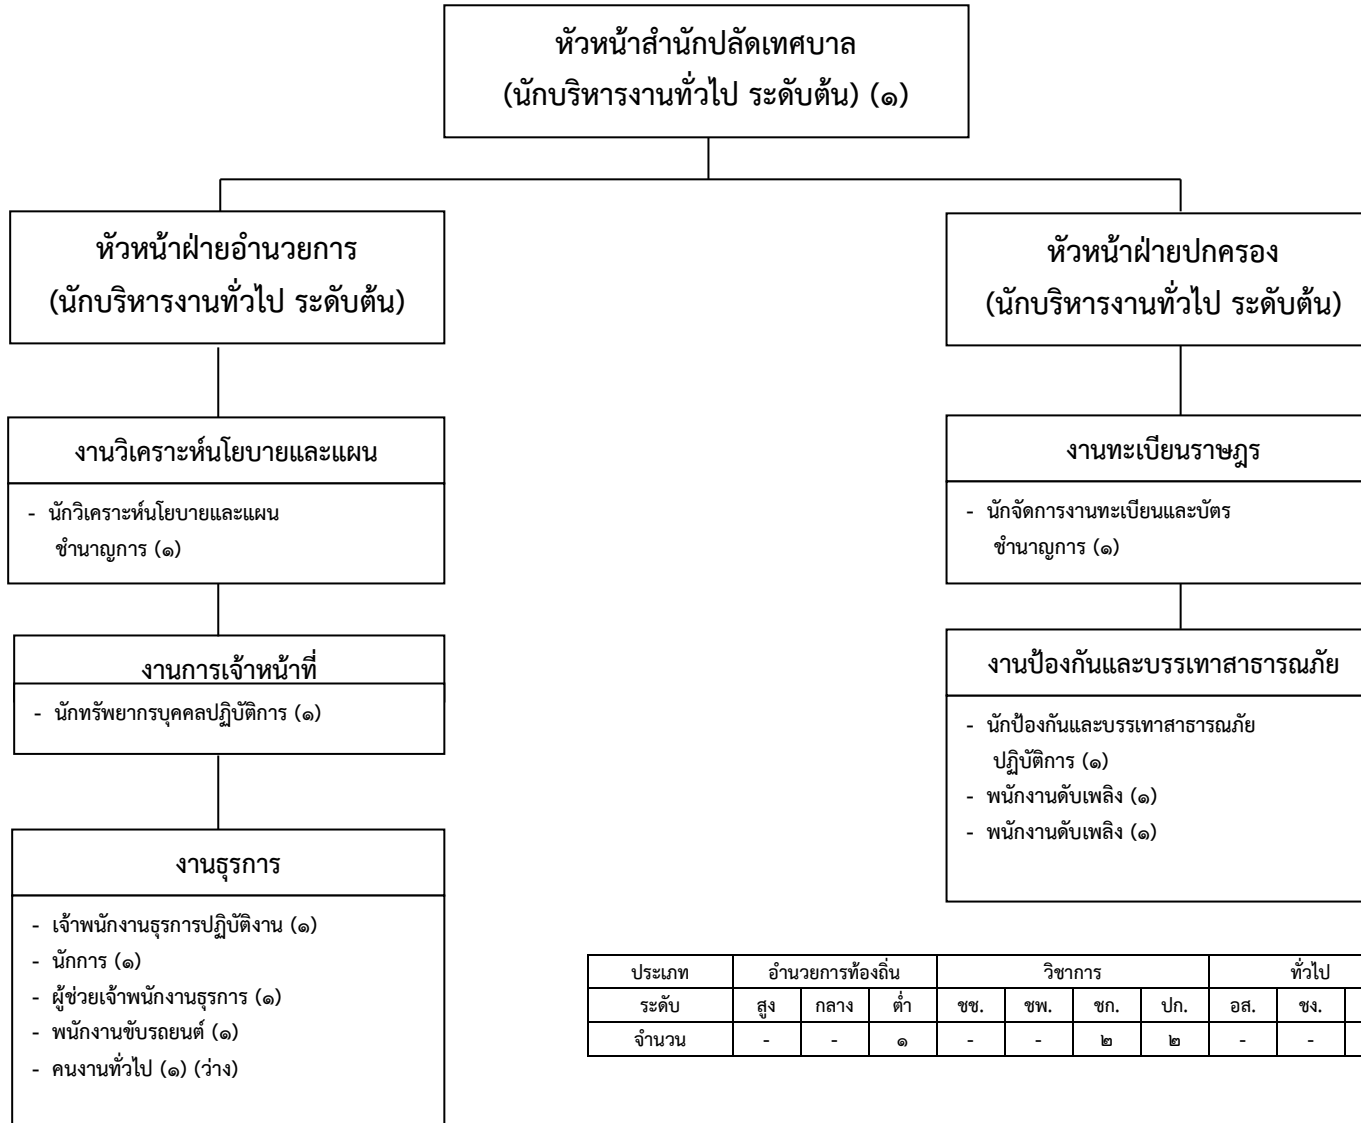 หัวหน้าสำนักปลัดเทศบาล
(นักบริหารงานทั่วไป ระดับต้น) (๑)
หัวหน้าฝ่ายอำนวยการ
(นักบริหารงานทั่วไป ระดับต้น)
งานวิเคราะห์นโยบายและแผน
- นักวิเคราะห์นโยบายและแผน
ชำนาญการ (๑)
งานการเจ้าหน้าที่
- นักทรัพยากรบุคคลปฏิบัติการ (๑)
งานธุรการ
- เจ้าพนักงานธุรการปฏิบัติงาน (๑)
- นักการ (๑)
- ผู้ช่วยเจ้าพนักงานธุรการ (๑)
- พนักงานขับรถยนต์ (๑)
- คนงานทั่วไป (๑) (ว่าง)
หัวหน้าฝ่ายปกครอง
(นักบริหารงานทั่วไป ระดับต้น)
งานทะเบียนราษฎร
- นักจัดการงานทะเบียนและบัตร
ชำนาญการ (๑)
งานป้องกันและบรรเทาสาธารณภัย
- นักป้องกันและบรรเทาสาธารณภัย
ปฏิบัติการ (๑)
- พนักงานดับเพลิง (๑)
- พนักงานดับเพลิง (๑)
ประเภท อำนวยการท้องถิ่น วิชาการ ทั่วไป
ระดับ สูง กลาง ต่ำ ชช. ชพ. ชก. ปก. อส. ชง.
จำนวน - - ๑ - - ๒ ๒ - -